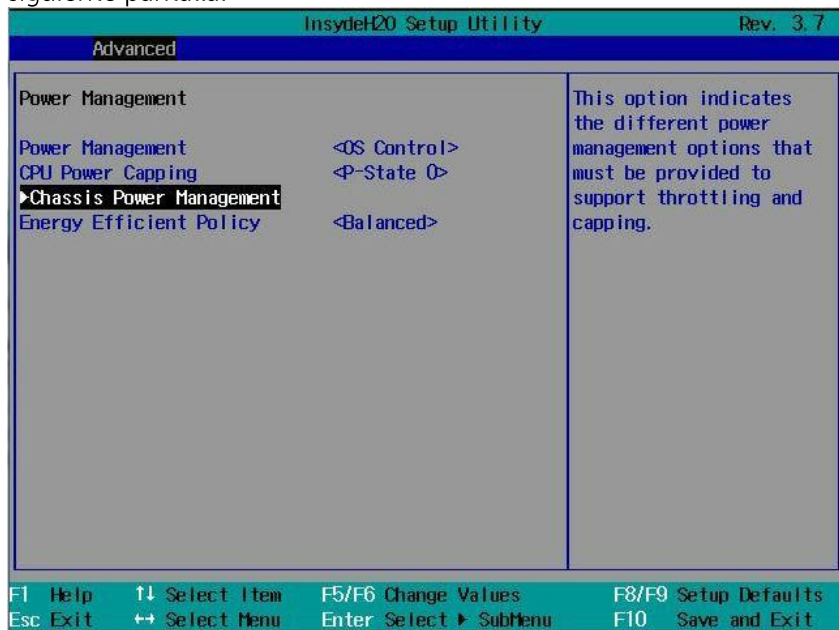 InsydeH2O Setup Utility Rev. 3.7
Advanced
Power Management
Power Management <OS Control>
CPU Power Capping <P-State 0>
▶Chassis Power Management
Energy Efficient Policy <Balanced>
This option indicates
the different power
management options that
must be provided to
support throttling and
capping.
F1 Help ↑↓ Select Item F5/F6 Change Values F8/F9 Setup Defaults
Esc Exit ↔ Select Menu Enter Select ▶ SubMenu F10 Save and Exit